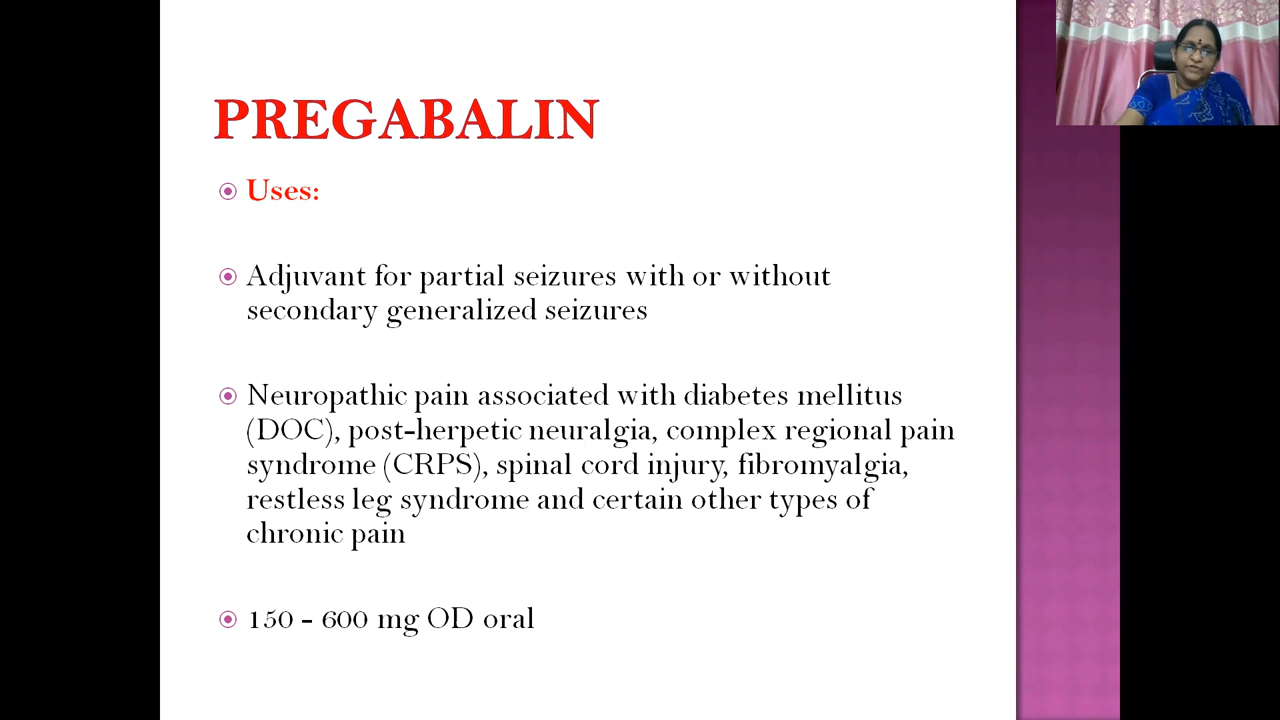 PREGABALIN
Uses:
Adjuvant for partial seizures with or without
secondary generalized seizures
Neuropathic pain associated with diabetes mellitus
(DOC), post-herpetic neuralgia, complex regional pain
syndrome (CRPS), spinal cord injury, fibromyalgia,
restless leg syndrome and certain other types of
chronic pain
150 - 600 mg OD oral